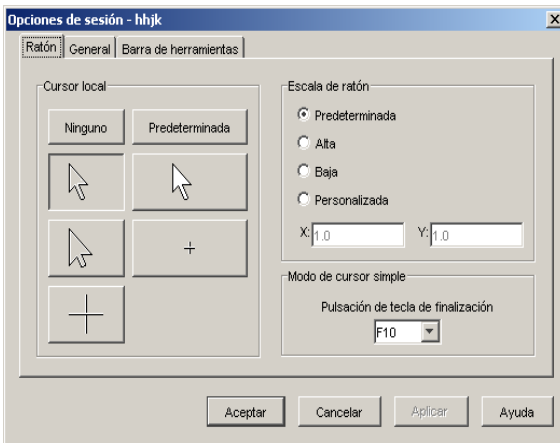 Opciones de sesión - hhjk
Ratón General Barra de herramientas
Cursor local
Ninguno Predeterminada
Escala de ratón
Predeterminada
Alta
Baja
Personalizada
X: 1.0 Y: 1.0
Modo de cursor simple
Pulsación de tecla de finalización
F10
Aceptar Cancelar Aplicar Ayuda